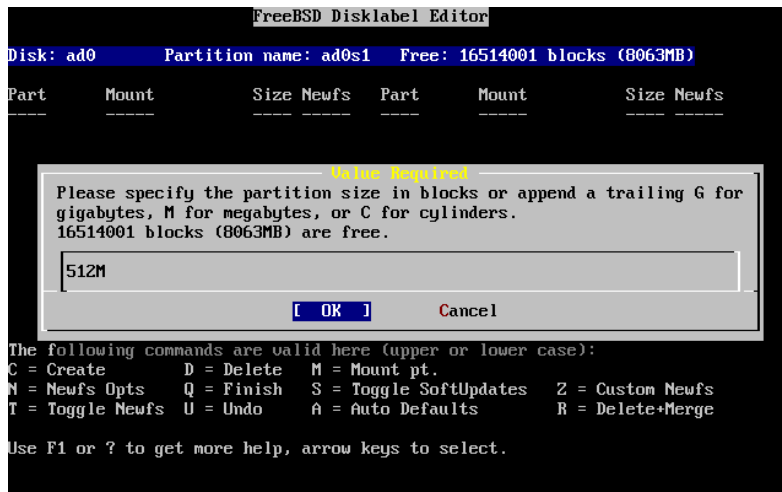 FreeBSD Disklabel Editor
Disk: ad0 Partition name: ad0s1 Free: 16514001 blocks (8063MB)
Part Mount Size Newfs Part Mount Size Newfs
---- ----- ---- ----- ---- ----- ---- -----
Value Required
Please specify the partition size in blocks or append a trailing G for
gigabytes, M for megabytes, or C for cylinders.
16514001 blocks (8063MB) are free.
512M
[ OK ] Cancel
The following commands are valid here (upper or lower case):
C = Create D = Delete M = Mount pt.
N = Newfs Opts Q = Finish S = Toggle SoftUpdates Z = Custom Newfs
T = Toggle Newfs U = Undo A = Auto Defaults R = Delete+Merge
Use F1 or ? to get more help, arrow keys to select.